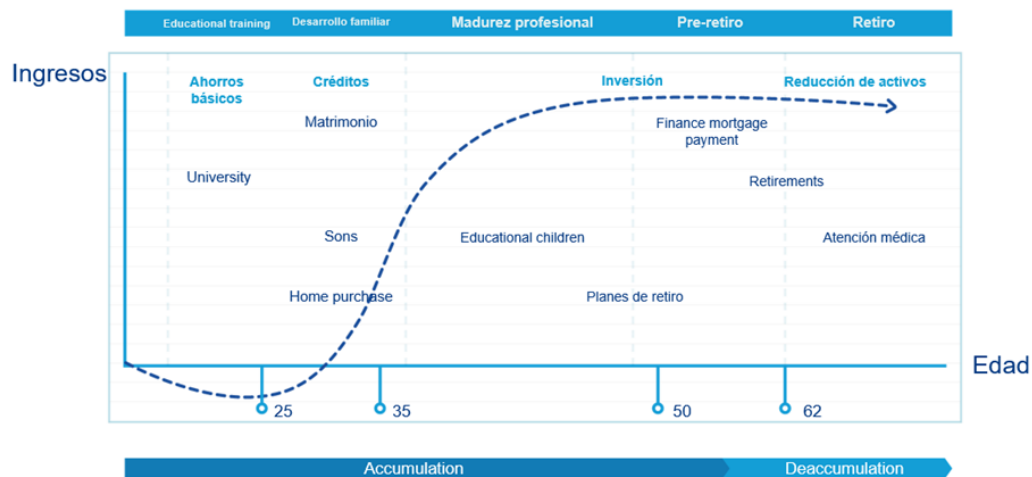 Educational training
Desarrollo familiar
Madurez profesional
Pre-retiro
Retiro
Ingresos
Ahorros
básicos
Créditos
Inversión
Reducción de activos
Matrimonio
Finance mortgage
payment
University
Retirements
Sons
Educational children
Atención médica
Home purchase
Planes de retiro
Edad
25
35
50
62
Accumulation
Deaccumulation